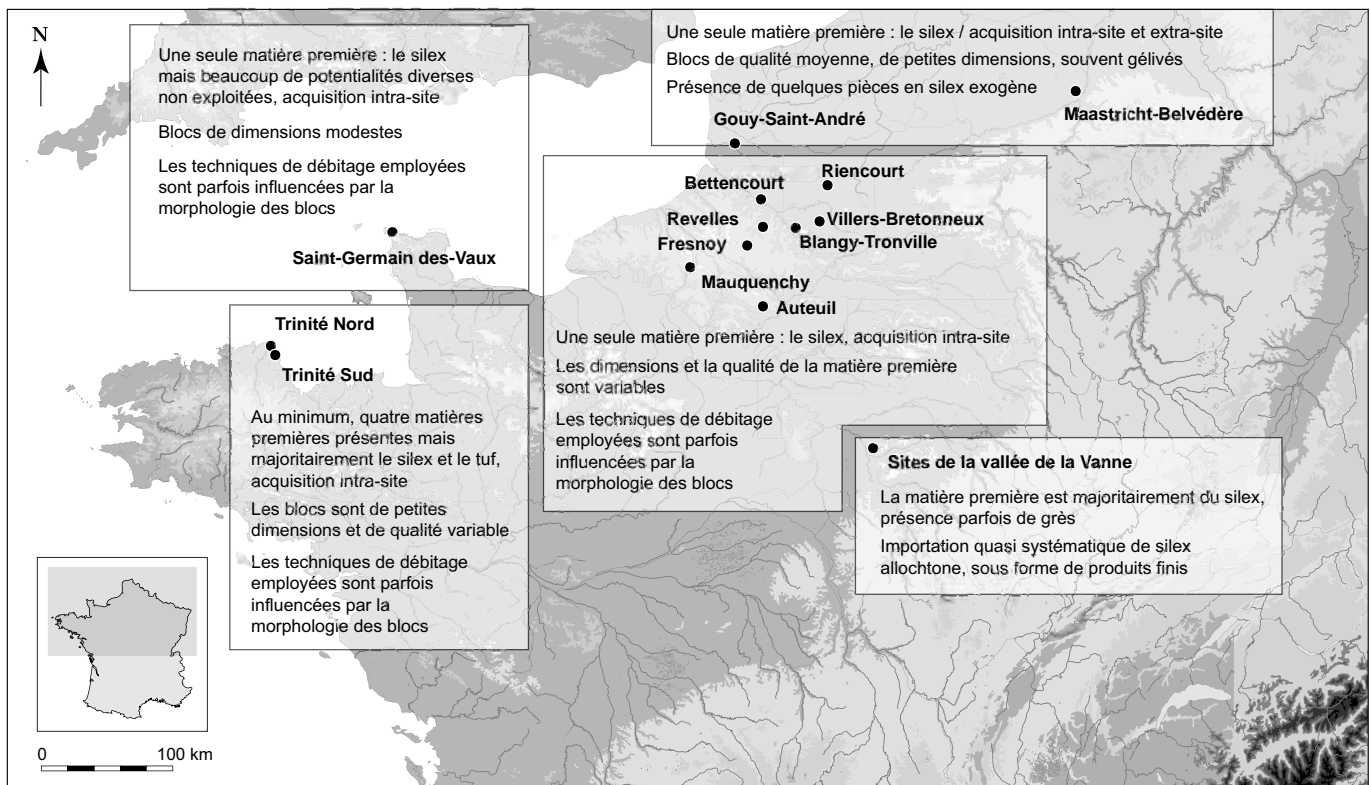 N
Une seule matière première : le silex
mais beaucoup de potentialités diverses
non exploitées, acquisition intra-site
Blocs de dimensions modestes
Les techniques de débitage employées
sont parfois influencées par la
morphologie des blocs
Saint-Germain des-Vaux
Une seule matière première : le silex / acquisition intra-site et extra-site
Blocs de qualité moyenne, de petites dimensions, souvent gélivés
Présence de quelques pièces en silex exogène
Maastricht-Belvédère
Gouy-Saint-André
Riencourt
Bettencourt
Revelles
Villers-Bretonneux
Fresnoy
Blangy-Tronville
Mauquenchy
Auteuil
Une seule matière première : le silex, acquisition intra-site
Les dimensions et la qualité de la matière première
sont variables
Les techniques de débitage
employées sont parfois
influencées par la
morphologie des blocs
Trinité Nord
Trinité Sud
Au minimum, quatre matières
premières présentes mais
majoritairement le silex et le tuf,
acquisition intra-site
Les blocs sont de petites
dimensions et de qualité variable
Les techniques de débitage
employées sont parfois
influencées par la
morphologie des blocs
Sites de la vallée de la Vanne
La matière première est majoritairement du silex,
présence parfois de grès
Importation quasi systématique de silex
allochtone, sous forme de produits finis
0 100 km